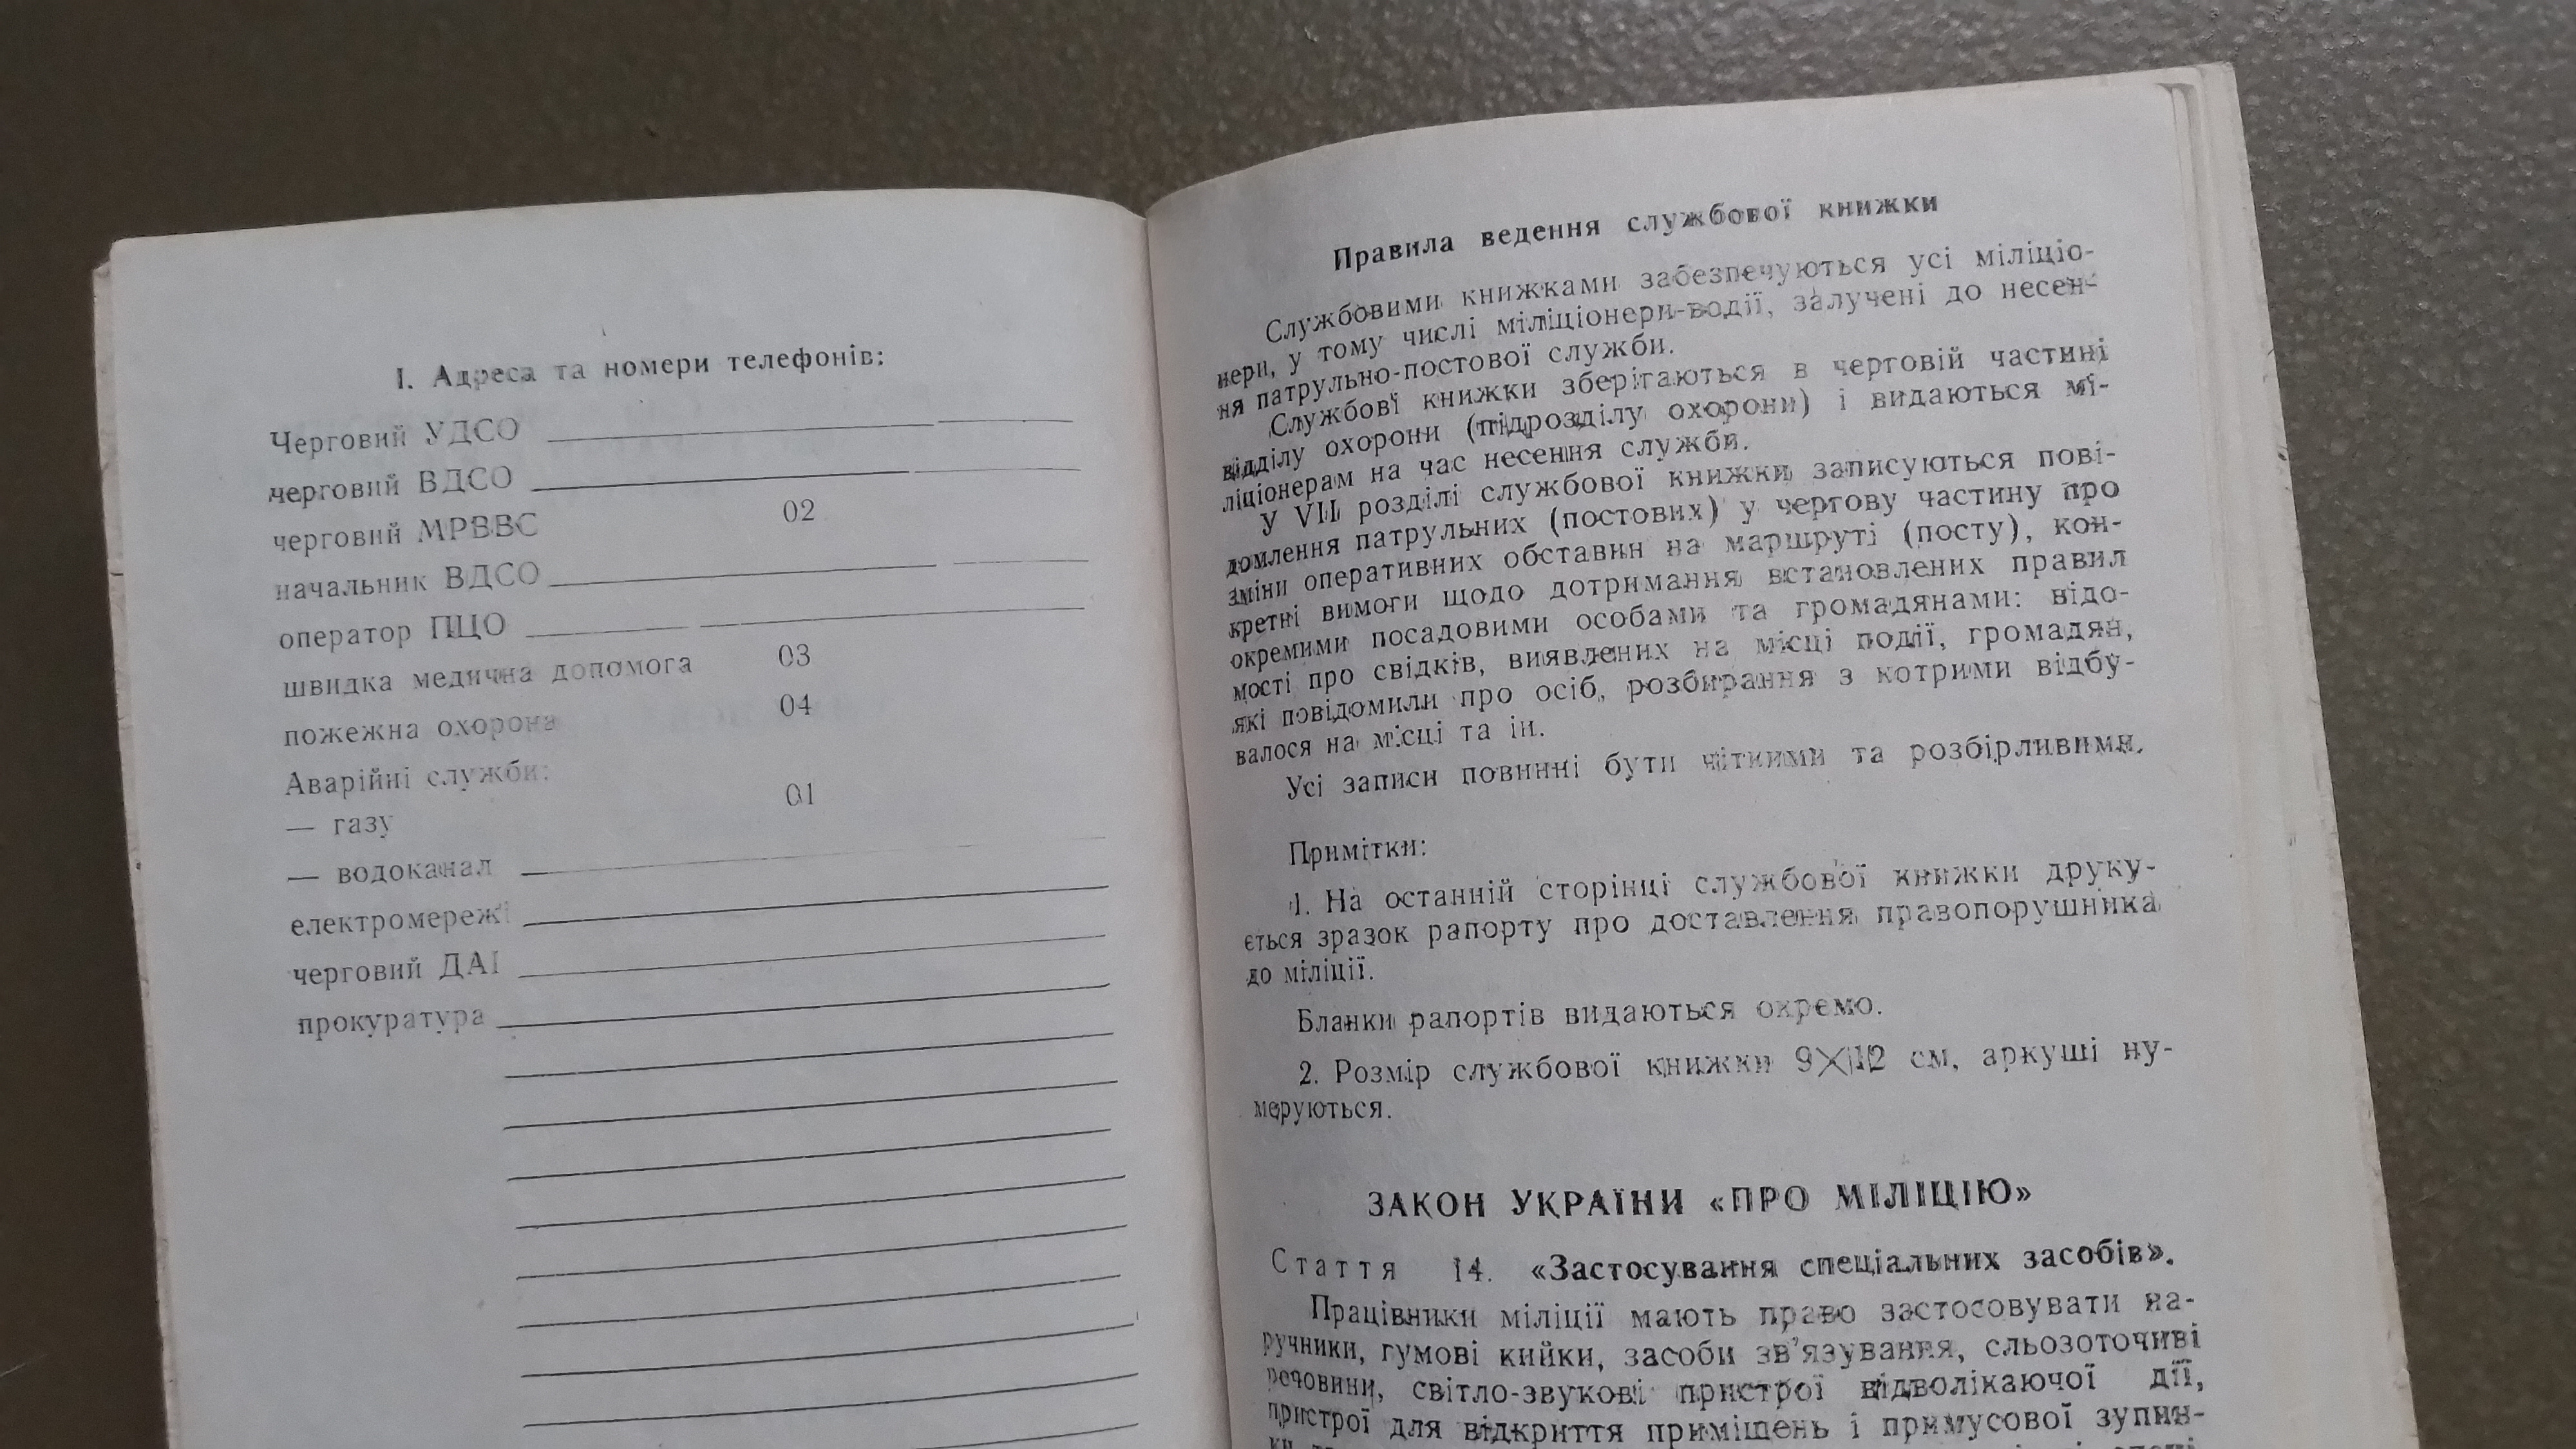 I. Адреса та номери телефонів:
Черговий УДСО
черговий ВДСО
черговий МРВВС 02
начальник ВДСО
оператор ПЦО
швидка медична допомога 03
пожежна охорона 04
Аварійні служби:
— газу 01
— водоканал
електромережі
черговий ДАІ
прокуратура
Правила ведення службової книжки
Службовими книжками забезпечуються усі міліціо-
нери, у тому числі міліціонери-водії, залучені до несен-
ня патрульно-постової служби.
Службові книжки зберігаються в черговій частині
відділу охорони (підрозділу охорони) і видаються мі-
ліціонерам на час несення служби.
У VII розділі службової книжки записуються пові-
домлення патрульних (постових) у чергову частину про
зміни оперативних обставин на маршруті (посту), кон-
кретні вимоги щодо дотримання встановлених правил
окремими посадовими особами та громадянами: відо-
мості про свідків, виявлених на місці події, громадян,
які повідомили про осіб, розбирання з котрими відбу-
валося на місці та ін.
Усі записи повинні бути чіткими та розбірливими.
Примітки:
1. На останній сторінці службової книжки друку-
ється зразок рапорту про доставлення правопорушника
до міліції.
Бланки рапортів видаються окремо.
2. Розмір службової книжки 9×12 см, аркуші ну-
меруються.
ЗАКОН УКРАЇНИ «ПРО МІЛІЦІЮ»
Стаття 14. «Застосування спеціальних засобів».
Працівники міліції мають право застосовувати на-
ручники, гумові кийки, засоби зв'язування, сльозоточиві
речовини, світло-звукові пристрої відволікаючої дії,
пристрої для відкриття приміщень і примусової зупин-